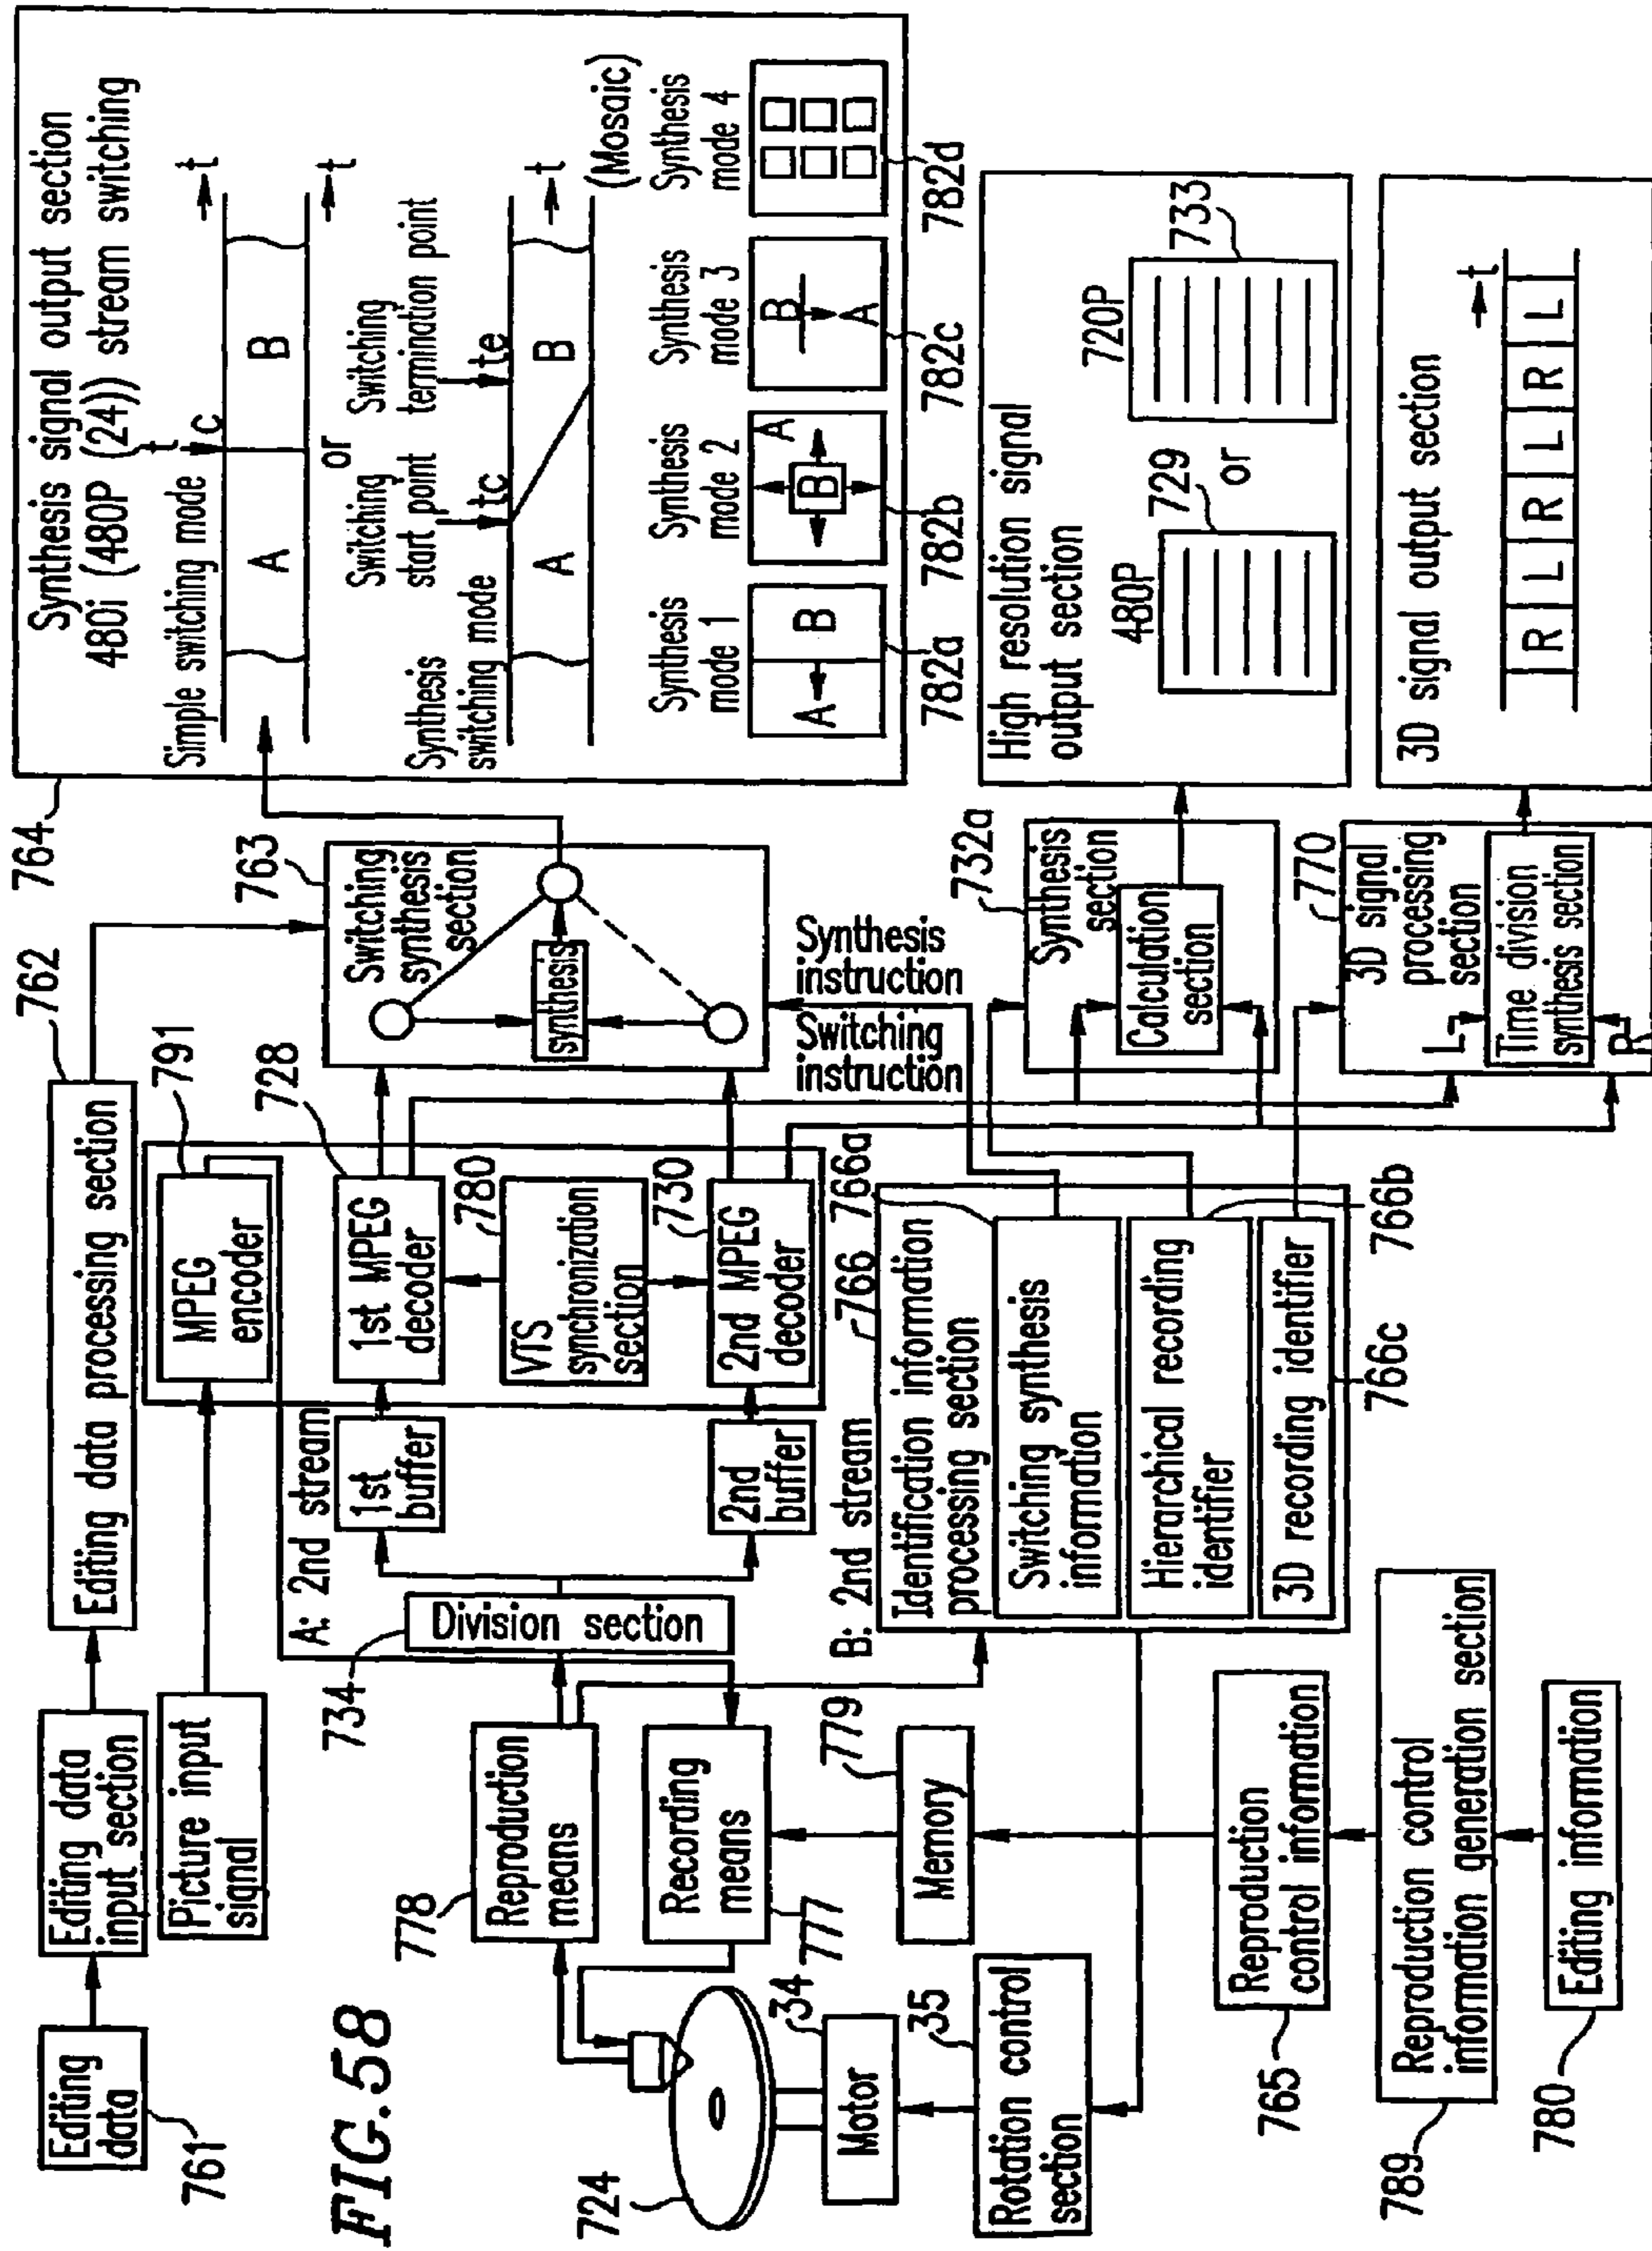 FIG.58
Editing
data
761
Editing data
input section
Editing data processing section
762
Picture input
signal
MPEG
encoder
791
A: 2nd stream
1st
buffer
1st MPEG
decoder
728
VTS
synchronization
section
780
2nd
buffer
2nd MPEG
decoder
730
B: 2nd stream
Division section
734
Reproduction
means
778
Recording
means
777
Memory
779
724
Motor
34
Rotation control
section
35
Reproduction
control information
765
Reproduction control
information generation section
789
Editing information
780
Identification information
processing section
766
Switching synthesis
information
766a
Hierarchical recording
identifier
766b
3D recording identifier
766c
Switching
synthesis
section
763
synthesis
Synthesis
instruction
Switching
instruction
Synthesis
section
732a
Calculation
section
3D signal
processing
section
770
L
Time division
synthesis section
R
764
Synthesis signal output section
480i (480P (24)) stream switching
Simple switching mode
t c
t
A
B
t
or
Switching
start point
Switching
termination point
Synthesis
switching mode
tc
te
A
B
t
(Mosaic)
Synthesis
mode 1
Synthesis
mode 2
Synthesis
mode 3
Synthesis
mode 4
A
B
B
A
B
A
782a
782b
782c
782d
High resolution signal
output section
480P
729
or
720P
733
3D signal output section
t
R L R L R L